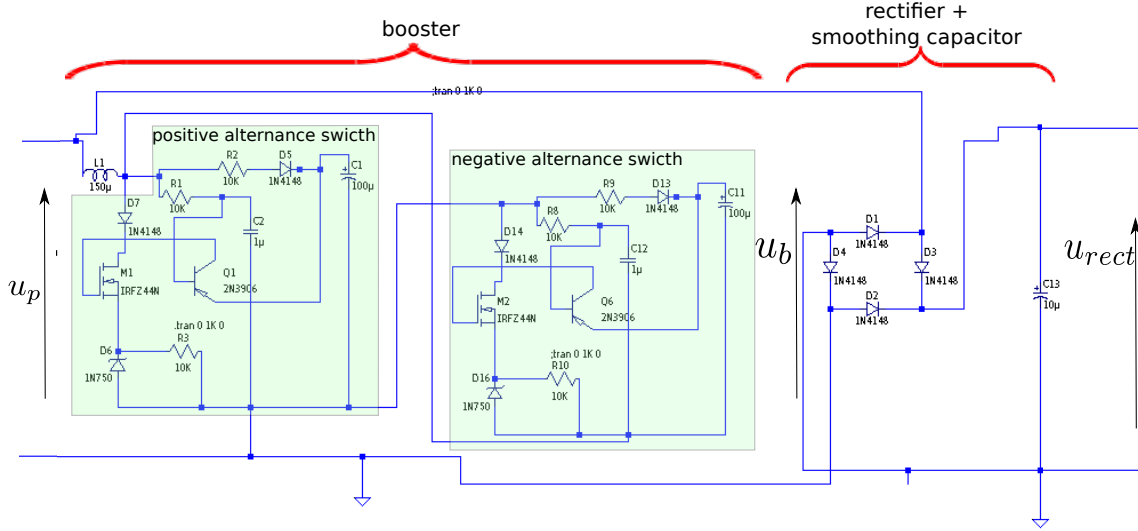 booster
rectifier +
smoothing capacitor
;tran 0 1K 0
positive alternance swicth
negative alternance swicth
L1
150µ
R2
10K
D5
1N4148
C1
100µ
R1
10K
D7
1N4148
C2
1µ
M1
IRFZ44N
Q1
2N3906
.tran 0 1K 0
R3
10K
D6
1N750
R9
10K
D13
1N4148
C11
100µ
R8
10K
D14
1N4148
C12
1µ
M2
IRFZ44N
Q6
2N3906
;tran 0 1K 0
R10
10K
D16
1N750
D1
1N4148
D4
1N4148
D3
1N4148
D2
1N4148
C13
10µ
u_p
u_b
u_rect